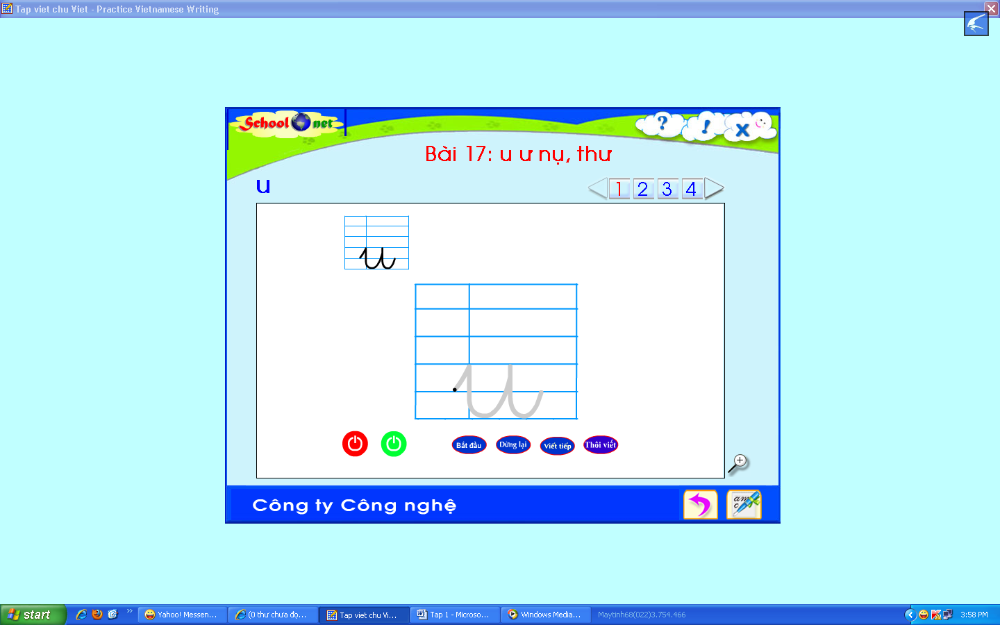 Tap viet chu Viet - Practice Vietnamese Writing
School net
? ! x
Bài 17: u ư nụ, thư
u
1 2 3 4
u
u
Bắt đầu Dừng lại Viết tiếp Thôi viết
Công ty Công nghệ
am
c
start
Yahoo! Messen...
(0 thư chưa đọ...
Tap viet chu Vi...
Tap 1 - Microso...
Windows Media...
Maytinh68(022)3.754.466
3:58 PM